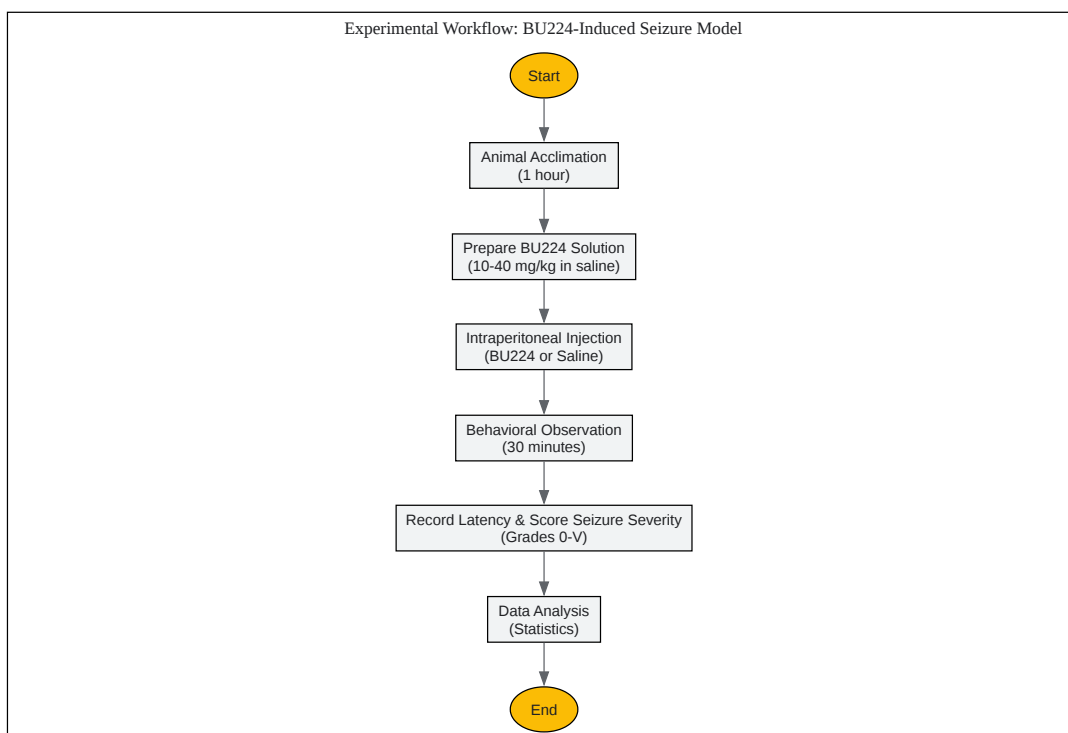 Experimental Workflow: BU224-Induced Seizure Model
Start
Animal Acclimation
(1 hour)
Prepare BU224 Solution
(10-40 mg/kg in saline)
Intraperitoneal Injection
(BU224 or Saline)
Behavioral Observation
(30 minutes)
Record Latency & Score Seizure Severity
(Grades 0-V)
Data Analysis
(Statistics)
End